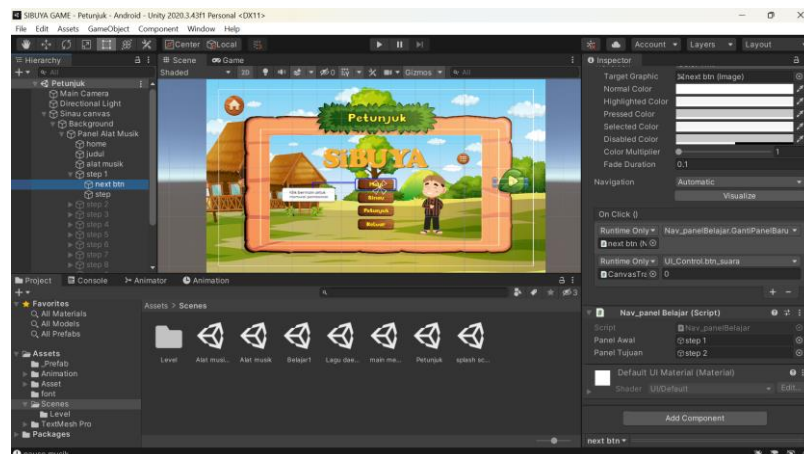 SIBUYA GAME - Petunjuk - Android - Unity 2020.3.43f1 Personal <DX11>
File Edit Assets GameObject Component Window Help
Center Local
Account Layers Layout
Hierarchy
All
Petunjuk
Main Camera
Directional Light
Sinau canvas
Background
Panel Alat Musik
home
judul
alat musik
step 1
next btn
step
step 2
step 3
step 4
step 5
step 6
step 7
step 8
Scene Game
Shaded 2D Gizmos All
Petunjuk
SIBUYA
Sinau
Petunjuk
Keluar
Inspector
Target Graphic next btn (Image)
Normal Color
Highlighted Color
Pressed Color
Selected Color
Disabled Color
Color Multiplier 1
Fade Duration 0.1
Navigation Automatic
Visualize
On Click ()
Runtime Only Nav_panelBelajar.GantiPanelBaru
next btn (N
Runtime Only UI_Control.btn_suara
CanvasTra 0
Nav_panel Belajar (Script)
Script Nav_panelBelajar
Panel Awal step 1
Panel Tujuan step 2
Default UI Material (Material)
Shader UI/Default Edit...
Add Component
next btn
Project Console Animator Animation
Favorites
All Materials
All Models
All Prefabs
Assets
_Prefab
Animation
Asset
font
Scenes
Level
TextMesh Pro
Packages
Assets > Scenes
Level Alat musi... Alat musik Belajar1 Lagu dae... main me... Petunjuk splash sc...